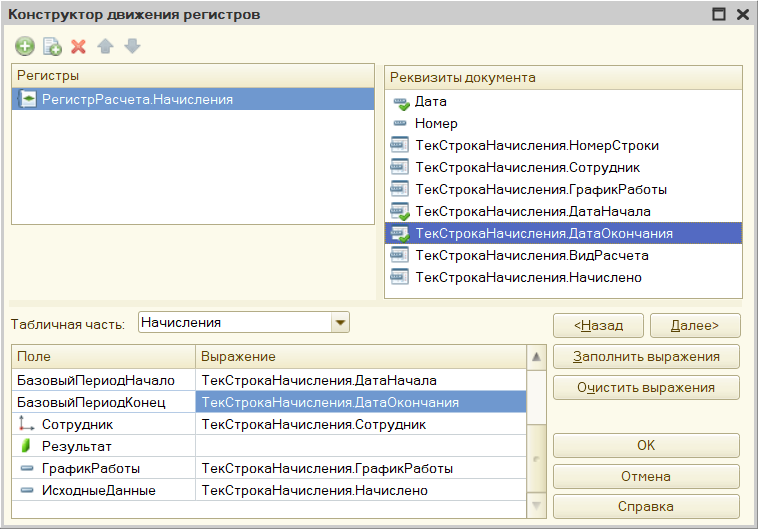 Конструктор движения регистров
Регистры
РегистрРасчета.Начисления
Реквизиты документа
Дата
Номер
ТекСтрокаНачисления.НомерСтроки
ТекСтрокаНачисления.Сотрудник
ТекСтрокаНачисления.ГрафикРаботы
ТекСтрокаНачисления.ДатаНачала
ТекСтрокаНачисления.ДатаОкончания
ТекСтрокаНачисления.ВидРасчета
ТекСтрокаНачисления.Начислено
Табличная часть: Начисления
<Назад Далее>
Заполнить выражения
Очистить выражения
Поле Выражение
БазовыйПериодНачало ТекСтрокаНачисления.ДатаНачала
БазовыйПериодКонец ТекСтрокаНачисления.ДатаОкончания
Сотрудник ТекСтрокаНачисления.Сотрудник
Результат
ГрафикРаботы ТекСтрокаНачисления.ГрафикРаботы
ИсходныеДанные ТекСтрокаНачисления.Начислено
OK
Отмена
Справка